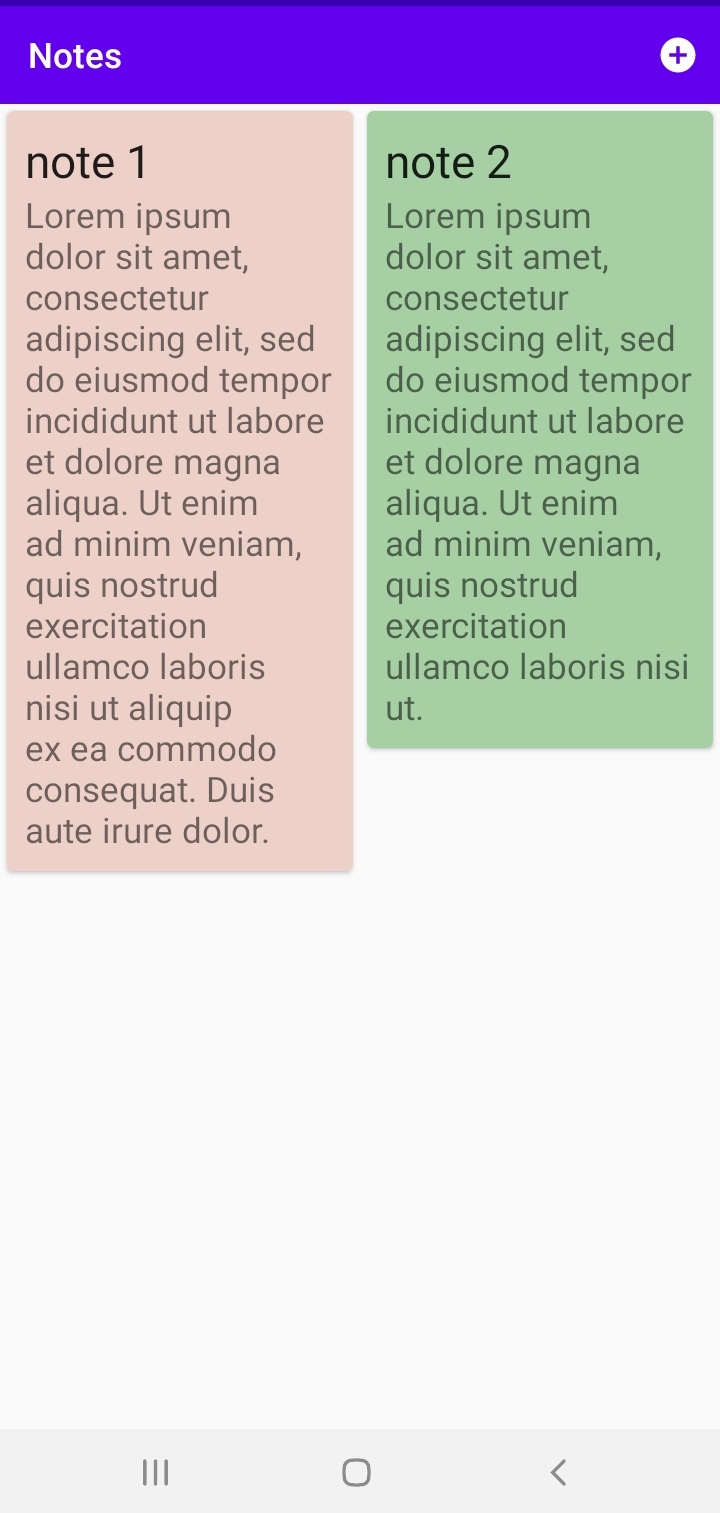 Notes
note 1
Lorem ipsum
dolor sit amet,
consectetur
adipiscing elit, sed
do eiusmod tempor
incididunt ut labore
et dolore magna
aliqua. Ut enim
ad minim veniam,
quis nostrud
exercitation
ullamco laboris
nisi ut aliquip
ex ea commodo
consequat. Duis
aute irure dolor.
note 2
Lorem ipsum
dolor sit amet,
consectetur
adipiscing elit, sed
do eiusmod tempor
incididunt ut labore
et dolore magna
aliqua. Ut enim
ad minim veniam,
quis nostrud
exercitation
ullamco laboris nisi
ut.